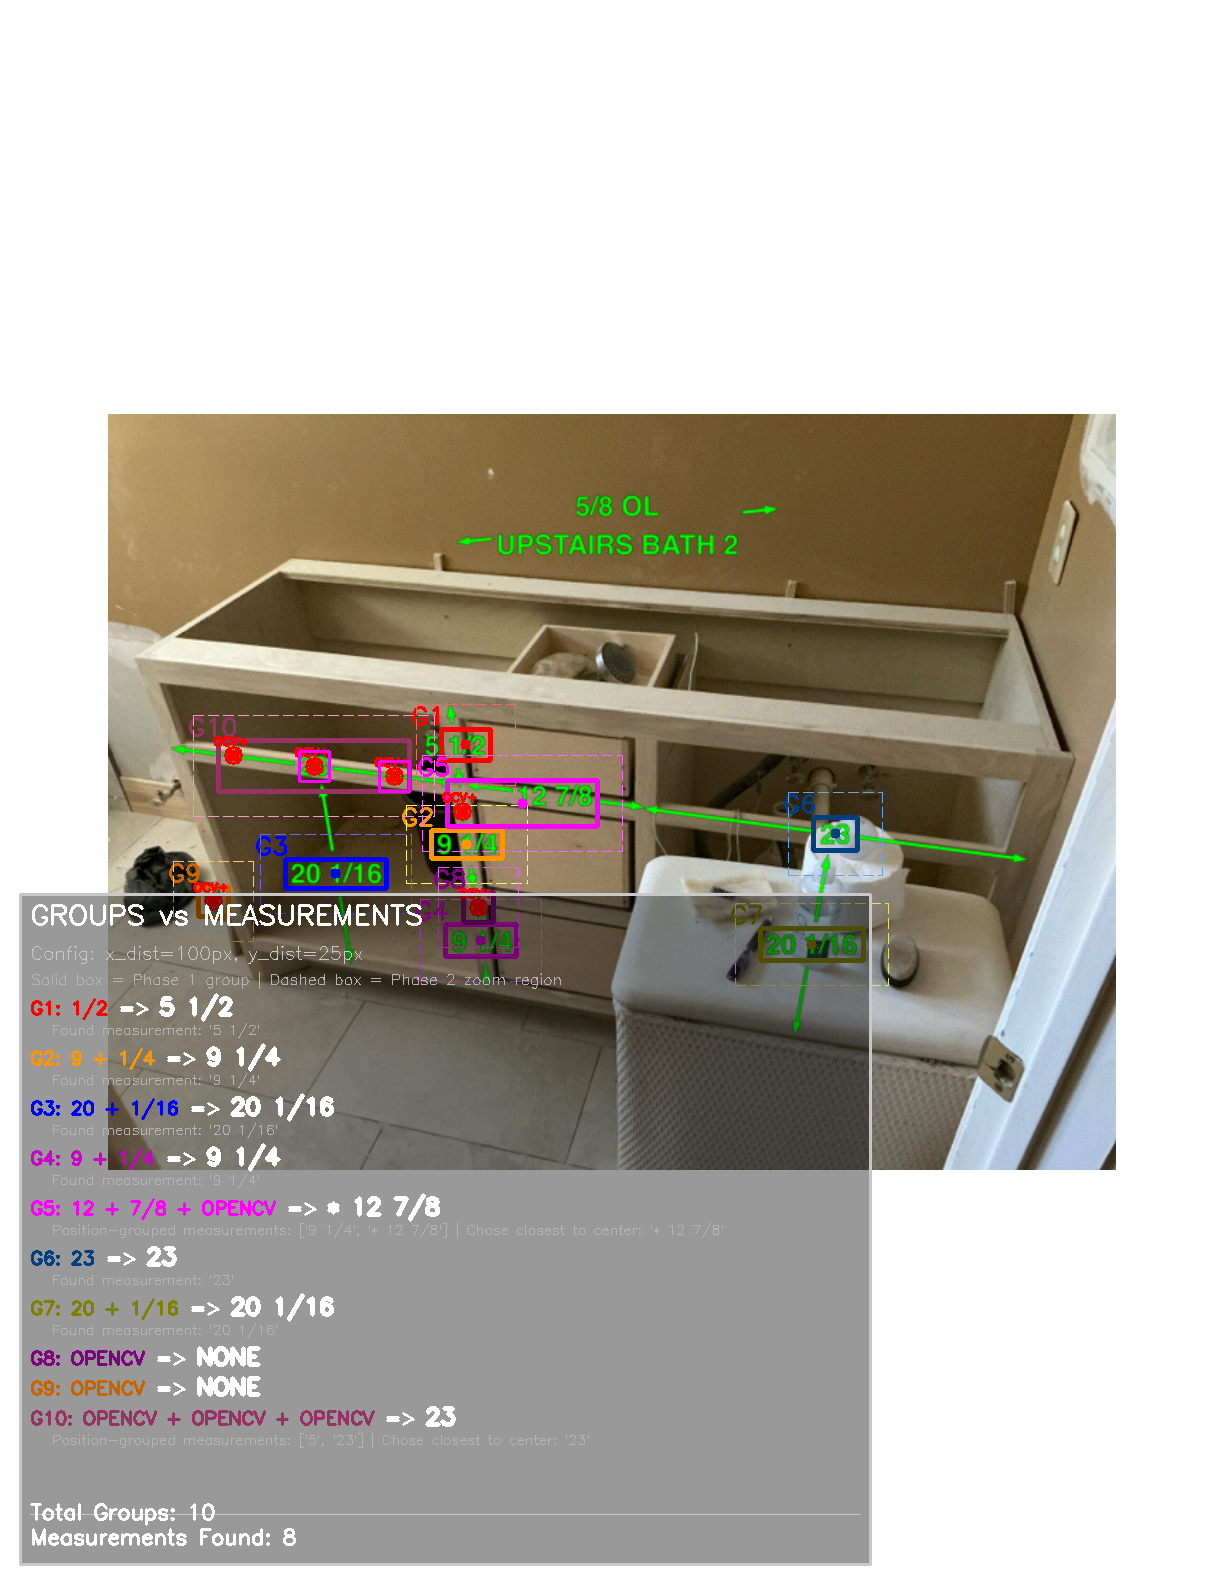 5/8 OL
UPSTAIRS BATH 2
G1
G10
5 1/2
OCV+
G5
12 7/8
OCV+
G6
23
G2
9 1/4
G3
20 1/16
G9
OCV+
G8
G4
9 1/4
G7
20 1/16
GROUPS vs MEASUREMENTS
Config: x_dist=100px, y_dist=25px
Solid box = Phase 1 group | Dashed box = Phase 2 zoom region
G1: 1/2 => 5 1/2
Found measurement: '5 1/2'
G2: 9 + 1/4 => 9 1/4
Found measurement: '9 1/4'
G3: 20 + 1/16 => 20 1/16
Found measurement: '20 1/16'
G4: 9 + 1/4 => 9 1/4
Found measurement: '9 1/4'
G5: 12 + 7/8 + OPENCV => * 12 7/8
Position-grouped measurements: ['9 1/4', '* 12 7/8'] | Chose closest to center: '* 12 7/8'
G6: 23 => 23
Found measurement: '23'
G7: 20 + 1/16 => 20 1/16
Found measurement: '20 1/16'
G8: OPENCV => NONE
G9: OPENCV => NONE
G10: OPENCV + OPENCV + OPENCV => 23
Position-grouped measurements: ['5', '23'] | Chose closest to center: '23'
Total Groups: 10
Measurements Found: 8